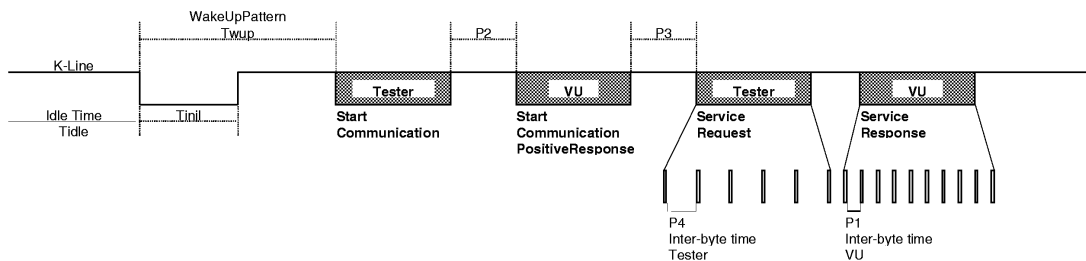 WakeUpPattern
Twup
P2
P3
K-Line
Tester
VU
Tester
VU
Idle Time
Tidle
Tinil
Start
Communication
Start
Communication
PositiveResponse
Service
Request
Service
Response
P4
Inter-byte time
Tester
P1
Inter-byte time
VU